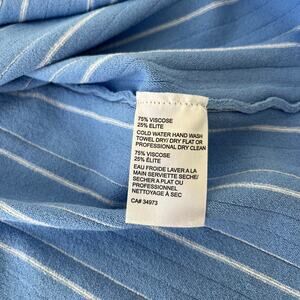 75% VISCOSE
25% ELITE
COLD WATER HAND WASH
TOWEL DRY/ DRY FLAT OR
PROFESSIONAL DRY CLEAN
75% VISCOSE
25% ÉLITE
EAU FROIDE LAVER A LA
MAIN SERVIETTE SECHE/
SECHER A PLAT OU
PROFESSIONNEL
NETTOYAGE À SEC
CA# 34973